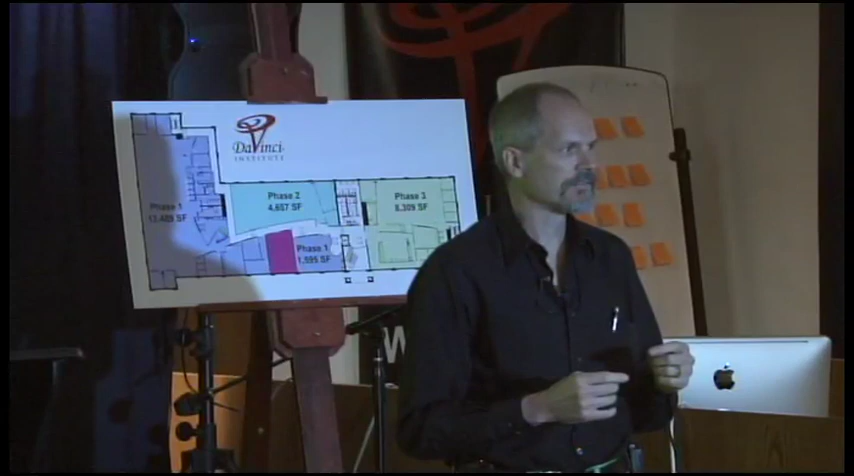 DaVinci
INSTITUTE
Phase 1
13,489 SF
Phase 2
4,657 SF
Phase 3
8,309 SF
Phase 1
1,595 SF